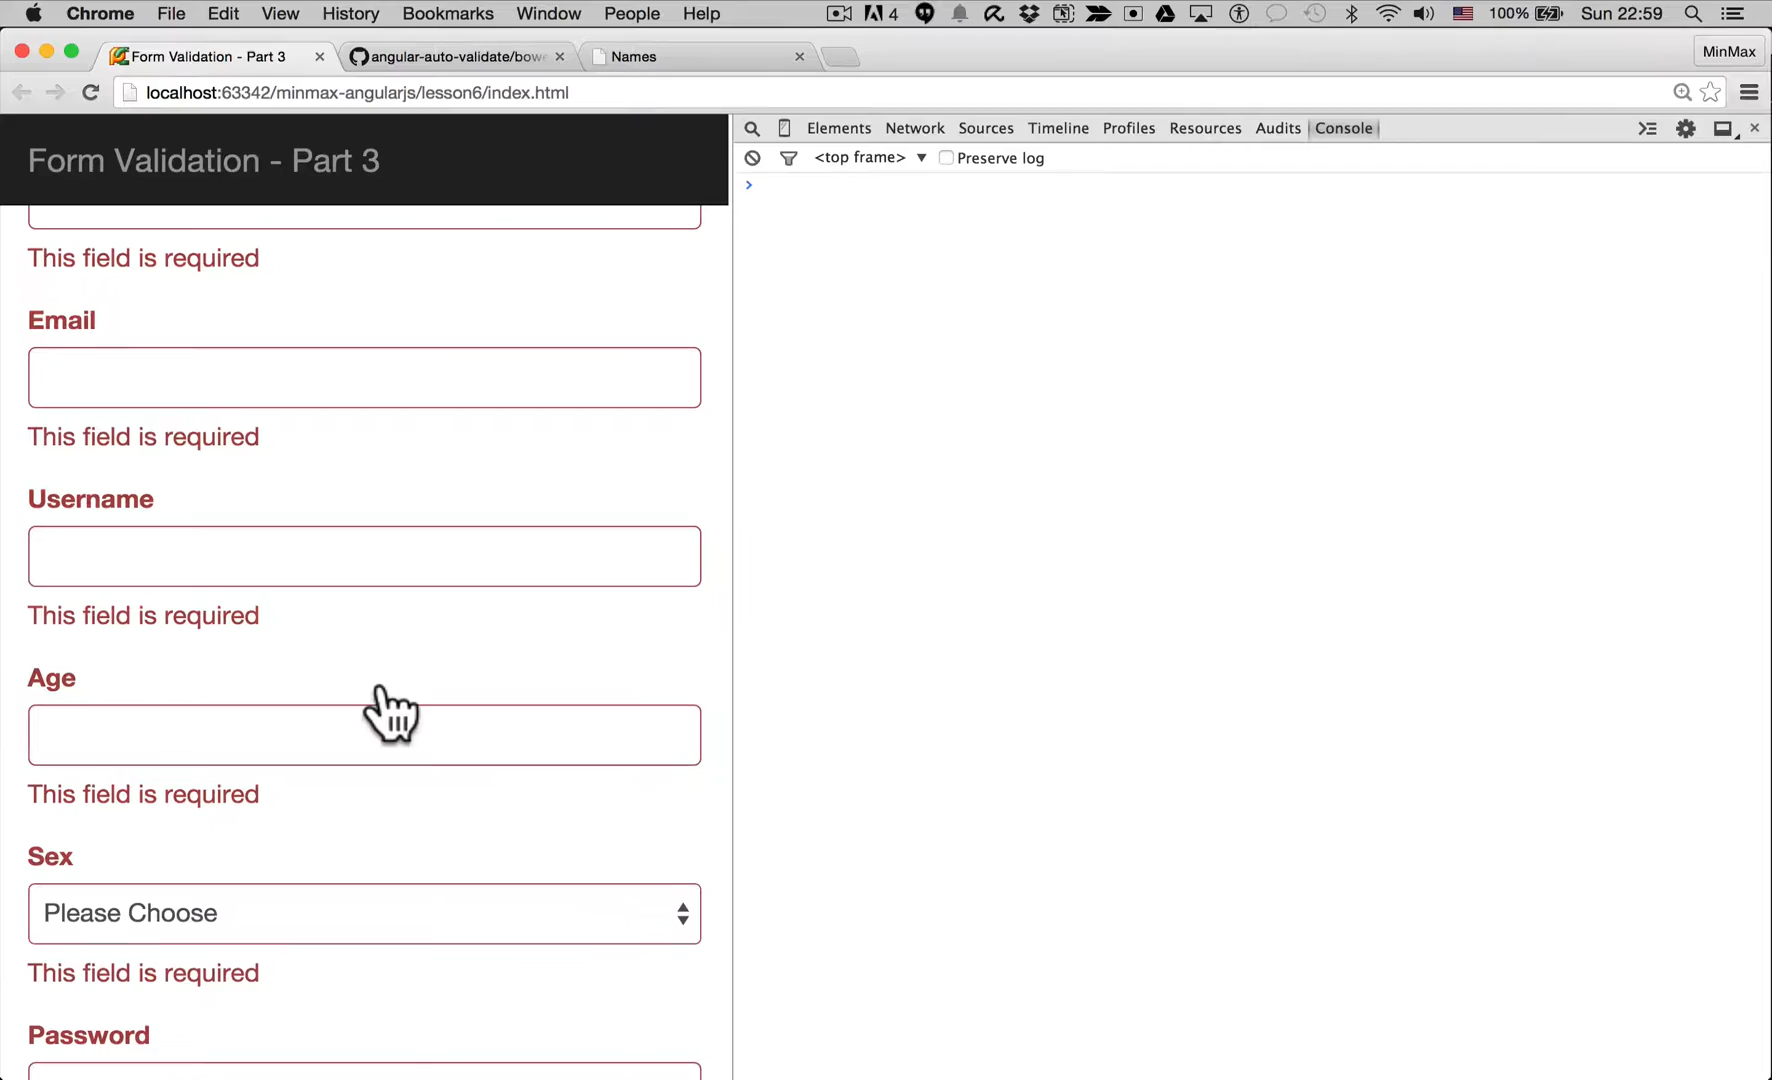 Chrome File Edit View History Bookmarks Window People Help 4 100% Sun 22:59
Form Validation - Part 3 angular-auto-validate/bowe Names MinMax
localhost:63342/minmax-angularjs/lesson6/index.html
Elements Network Sources Timeline Profiles Resources Audits Console
<top frame> ▼ Preserve log
>
Form Validation - Part 3
This field is required
Email
This field is required
Username
This field is required
Age
This field is required
Sex
Please Choose
This field is required
Password